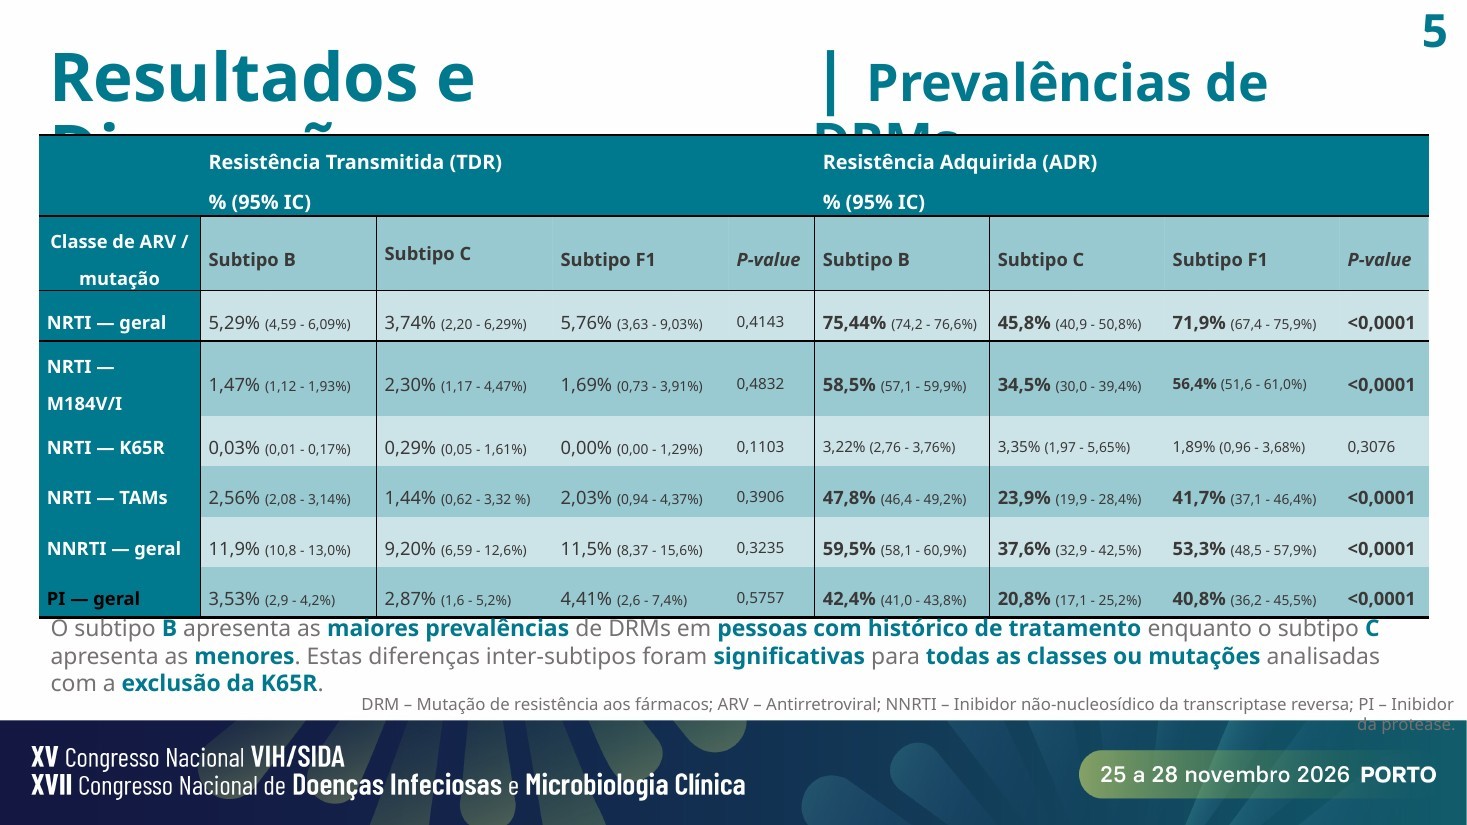 5
Resultados e | Prevalências de
Discussão DRMs
Resistência Transmitida (TDR) Resistência Adquirida (ADR)
% (95% IC) % (95% IC)
Classe de ARV / mutação Subtipo B Subtipo C Subtipo F1 P-value Subtipo B Subtipo C Subtipo F1 P-value
NRTI — geral 5,29% (4,59 - 6,09%) 3,74% (2,20 - 6,29%) 5,76% (3,63 - 9,03%) 0,4143 75,44% (74,2 - 76,6%) 45,8% (40,9 - 50,8%) 71,9% (67,4 - 75,9%) <0,0001
NRTI — M184V/I 1,47% (1,12 - 1,93%) 2,30% (1,17 - 4,47%) 1,69% (0,73 - 3,91%) 0,4832 58,5% (57,1 - 59,9%) 34,5% (30,0 - 39,4%) 56,4% (51,6 - 61,0%) <0,0001
NRTI — K65R 0,03% (0,01 - 0,17%) 0,29% (0,05 - 1,61%) 0,00% (0,00 - 1,29%) 0,1103 3,22% (2,76 - 3,76%) 3,35% (1,97 - 5,65%) 1,89% (0,96 - 3,68%) 0,3076
NRTI — TAMs 2,56% (2,08 - 3,14%) 1,44% (0,62 - 3,32 %) 2,03% (0,94 - 4,37%) 0,3906 47,8% (46,4 - 49,2%) 23,9% (19,9 - 28,4%) 41,7% (37,1 - 46,4%) <0,0001
NNRTI — geral 11,9% (10,8 - 13,0%) 9,20% (6,59 - 12,6%) 11,5% (8,37 - 15,6%) 0,3235 59,5% (58,1 - 60,9%) 37,6% (32,9 - 42,5%) 53,3% (48,5 - 57,9%) <0,0001
PI — geral 3,53% (2,9 - 4,2%) 2,87% (1,6 - 5,2%) 4,41% (2,6 - 7,4%) 0,5757 42,4% (41,0 - 43,8%) 20,8% (17,1 - 25,2%) 40,8% (36,2 - 45,5%) <0,0001
O subtipo B apresenta as maiores prevalências de DRMs em pessoas com histórico de tratamento enquanto o subtipo C
apresenta as menores. Estas diferenças inter-subtipos foram significativas para todas as classes ou mutações analisadas
com a exclusão da K65R.
DRM – Mutação de resistência aos fármacos; ARV – Antirretroviral; NNRTI – Inibidor não-nucleosídico da transcriptase reversa; PI – Inibidor
da protease.
XV Congresso Nacional VIH/SIDA
XVII Congresso Nacional de Doenças Infeciosas e Microbiologia Clínica
25 a 28 novembro 2026 PORTO